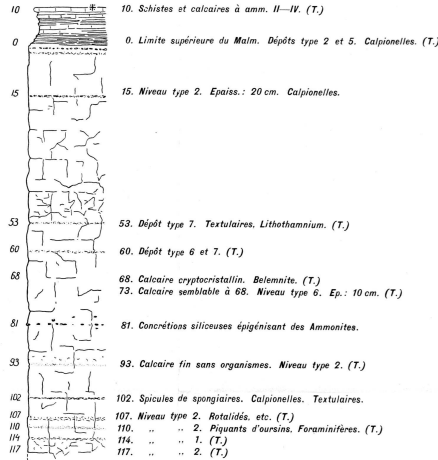 10 10. Schistes et calcaires à amm. II—IV. (T.)
0 0. Limite supérieure du Malm. Dépôts type 2 et 5. Calpionelles. (T.)
15 15. Niveau type 2. Epaiss.: 20 cm. Calpionelles.
53 53. Dépôt type 7. Textulaires, Lithothamnium. (T.)
60 60. Dépôt type 6 et 7. (T.)
68 68. Calcaire cryptocristallin. Belemnite. (T.)
73. Calcaire semblable à 68. Niveau type 6. Ep.: 10 cm. (T.)
81 81. Concrétions siliceuses épigénisant des Ammonites.
93 93. Calcaire fin sans organismes. Niveau type 2. (T.)
102 102. Spicules de spongiaires. Calpionelles. Textulaires.
107 107. Niveau type 2. Rotalidés, etc. (T.)
110 110. „ „ 2. Piquants d'oursins, Foraminifères. (T.)
114 114. „ „ 1. (T.)
117 117. „ „ 2. (T.)